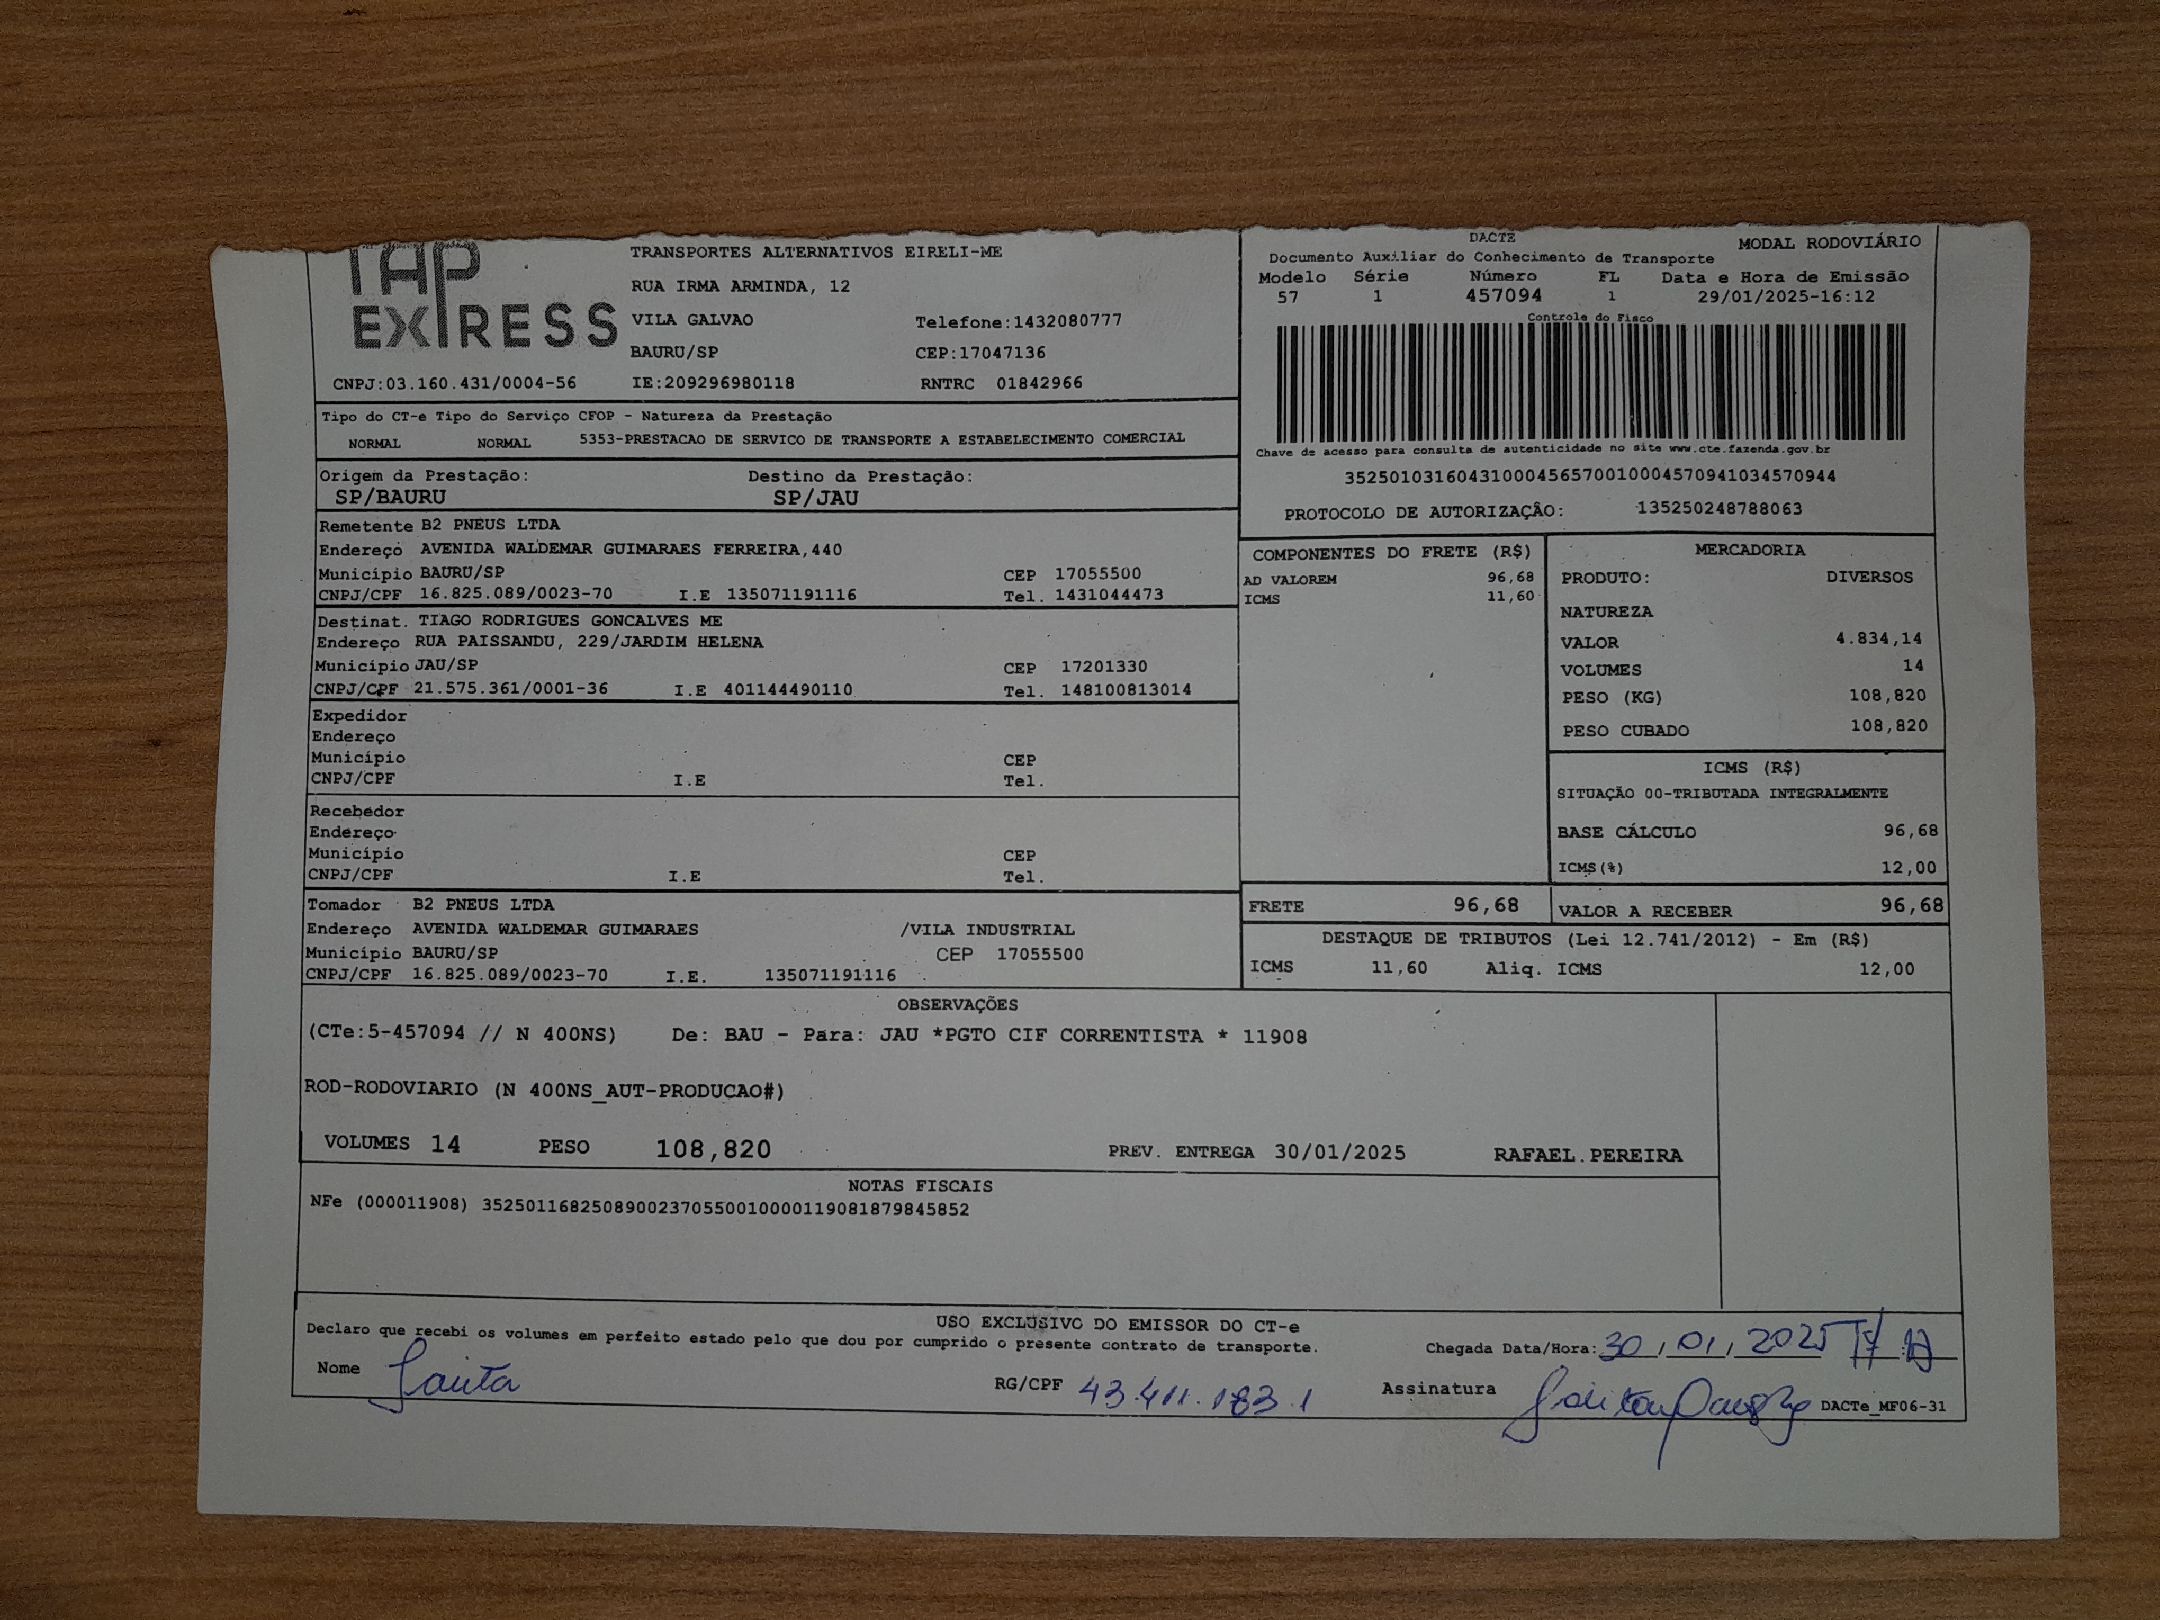 TAP
EXPRESS
TRANSPORTES ALTERNATIVOS EIRELI-ME
RUA IRMA ARMINDA, 12
VILA GALVAO Telefone:1432080777
BAURU/SP CEP:17047136
CNPJ:03.160.431/0004-56 IE:209296980118 RNTRC 01842966
DACTE
MODAL RODOVIÁRIO
Documento Auxiliar do Conhecimento de Transporte
Modelo Série Número FL Data e Hora de Emissão
57 1 457094 1 29/01/2025-16:12
Controle do Fisco
Chave de acesso para consulta de autenticidade no site www.cte.fazenda.gov.br
35250103160431000456570010004570941034570944
PROTOCOLO DE AUTORIZAÇÃO: 135250248788063
Tipo do CT-e Tipo do Serviço CFOP - Natureza da Prestação
NORMAL NORMAL 5353-PRESTACAO DE SERVICO DE TRANSPORTE A ESTABELECIMENTO COMERCIAL
Origem da Prestação: Destino da Prestação:
SP/BAURU SP/JAU
Remetente B2 PNEUS LTDA
Endereço AVENIDA WALDEMAR GUIMARAES FERREIRA,440
Município BAURU/SP CEP 17055500
CNPJ/CPF 16.825.089/0023-70 I.E 135071191116 Tel. 1431044473
Destinat. TIAGO RODRIGUES GONCALVES ME
Endereço RUA PAISSANDU, 229/JARDIM HELENA
Município JAU/SP CEP 17201330
CNPJ/CPF 21.575.361/0001-36 I.E 401144490110 Tel. 148100813014
Expedidor
Endereço
Município CEP
CNPJ/CPF I.E Tel.
Recebedor
Endereço
Município CEP
CNPJ/CPF I.E Tel.
Tomador B2 PNEUS LTDA
Endereço AVENIDA WALDEMAR GUIMARAES /VILA INDUSTRIAL
Município BAURU/SP CEP 17055500
CNPJ/CPF 16.825.089/0023-70 I.E. 135071191116
COMPONENTES DO FRETE (R$)
AD VALOREM 96,68
ICMS 11,60
MERCADORIA
PRODUTO: DIVERSOS
NATUREZA
VALOR 4.834,14
VOLUMES 14
PESO (KG) 108,820
PESO CUBADO 108,820
ICMS (R$)
SITUAÇÃO 00-TRIBUTADA INTEGRALMENTE
BASE CÁLCULO 96,68
ICMS(%) 12,00
FRETE 96,68 VALOR A RECEBER 96,68
DESTAQUE DE TRIBUTOS (Lei 12.741/2012) - Em (R$)
ICMS 11,60 Aliq. ICMS 12,00
OBSERVAÇÕES
(CTe:5-457094 // N 400NS) De: BAU - Para: JAU *PGTO CIF CORRENTISTA * 11908
ROD-RODOVIARIO (N 400NS_AUT-PRODUCAO#)
VOLUMES 14 PESO 108,820 PREV. ENTREGA 30/01/2025 RAFAEL.PEREIRA
NOTAS FISCAIS
NFe (000011908) 35250116825089002370550010000119081879845852
USO EXCLUSIVO DO EMISSOR DO CT-e
Declaro que recebi os volumes em perfeito estado pelo que dou por cumprido o presente contrato de transporte.
Chegada Data/Hora: 30/01/2025
Nome RG/CPF 43.411.183.1 Assinatura
DACTe_MF06-31